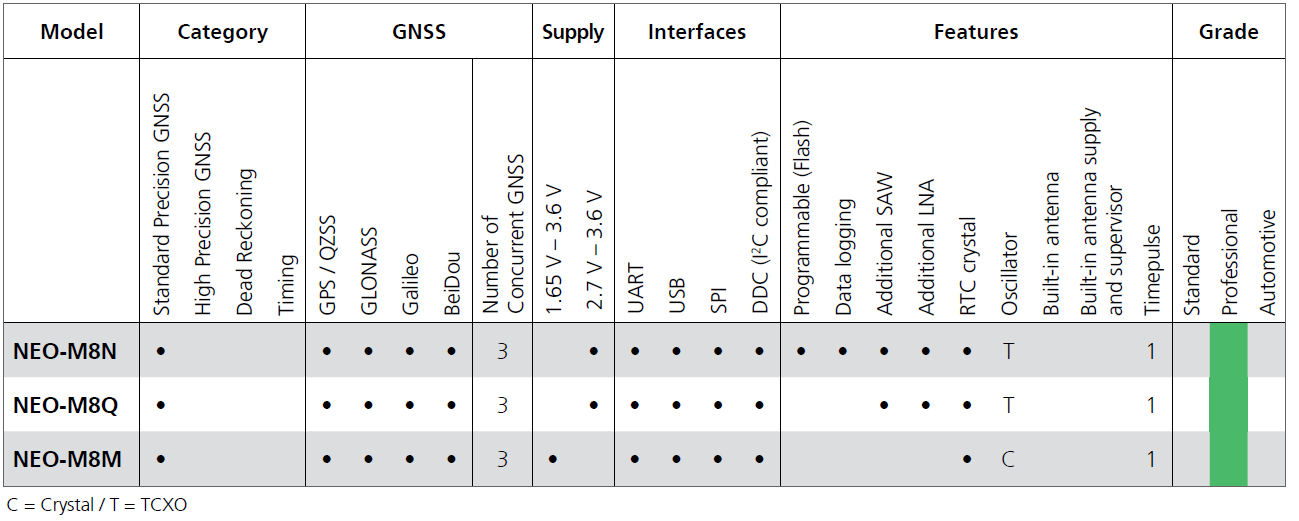 Model Category GNSS Supply Interfaces Features Grade
Standard Precision GNSS
High Precision GNSS
Dead Reckoning
Timing
GPS / QZSS
GLONASS
Galileo
BeiDou
Number of
Concurrent GNSS
1.65 V – 3.6 V
2.7 V – 3.6 V
UART
USB
SPI
DDC (I²C compliant)
Programmable (Flash)
Data logging
Additional SAW
Additional LNA
RTC crystal
Oscillator
Built-in antenna
Built-in antenna supply
and supervisor
Timepulse
Standard
Professional
Automotive
NEO-M8N • • • • • 3 • • • • • • • • • • T 1
NEO-M8Q • • • • • 3 • • • • • • • • T 1
NEO-M8M • • • • • 3 • • • • • • C 1
C = Crystal / T = TCXO